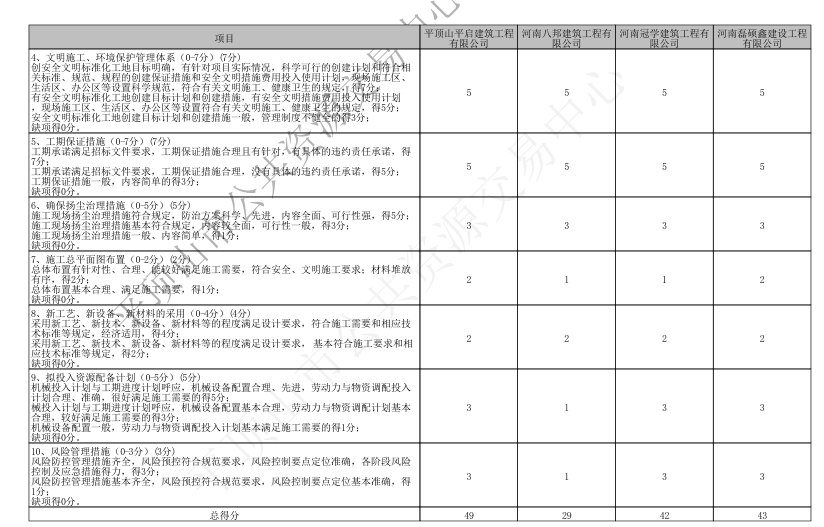 项目
平顶山平启建筑工程
有限公司
河南八邦建筑工程有
限公司
河南冠学建筑工程有
限公司
河南磊硕鑫建设工程
有限公司
4、文明施工、环境保护管理体系（0-7分）(7分)
创安全文明标准化工地目标明确，有针对项目实际情况，科学可行的创建计划和符合相
关标准、规范、规程的创建保证措施和安全文明措施费用投入使用计划，现场施工区、
生活区、办公区等设置科学规范，符合有关文明施工、健康卫生的规定，得7分；
有安全文明标准化工地创建目标计划和创建措施，有安全文明措施费用投入使用计划
，现场施工区、生活区、办公区等设置符合有关文明施工、健康卫生的规定，得5分；
安全文明标准化工地创建目标计划和创建措施一般，管理制度不健全的得3分；
缺项得0分。
5
5
5
5
5、工期保证措施（0-7分）(7分)
工期承诺满足招标文件要求，工期保证措施合理且有针对，有具体的违约责任承诺，得
7分；
工期承诺满足招标文件要求，工期保证措施合理，没有具体的违约责任承诺，得5分；
工期保证措施一般，内容简单的得3分；
缺项得0分。
5
5
5
5
6、确保扬尘治理措施（0-5分）(5分)
施工现场扬尘治理措施符合规定，防治方案科学、先进，内容全面、可行性强，得5分；
施工现场扬尘治理措施基本符合规定，内容较全面，可行性一般，得3分；
施工现场扬尘治理措施一般、内容简单，得1分；
缺项得0分。
3
3
3
3
7、施工总平面图布置（0-2分）(2分)
总体布置有针对性、合理、能较好满足施工需要，符合安全、文明施工要求；材料堆放
有序，得2分；
总体布置基本合理、满足施工需要，得1分；
缺项得0分。
2
1
1
2
8、新工艺、新设备、新材料的采用（0-4分）(4分)
采用新工艺、新技术、新设备、新材料等的程度满足设计要求，符合施工需要和相应技
术标准等规定，经济适用，得4分；
采用新工艺、新技术、新设备、新材料等的程度满足设计要求， 基本符合施工要求和相
应技术标准等规定，得2分；
缺项得0分。
2
2
2
2
9、拟投入资源配备计划（0-5分）(5分)
机械投入计划与工期进度计划呼应，机械设备配置合理、先进，劳动力与物资调配投入
计划合理、准确，很好满足施工需要的得5分；
械投入计划与工期进度计划呼应，机械设备配置基本合理，劳动力与物资调配计划基本
合理，较好满足施工需要的得3分；
机械设备配置一般，劳动力与物资调配投入计划基本满足施工需要的得1分；
缺项得0分。
3
1
3
3
10、风险管理措施（0-3分）(3分)
风险防控管理措施齐全，风险预控符合规范要求，风险控制要点定位准确，各阶段风险
控制及应急措施得力，得3分；
风险防控管理措施基本齐全，风险预控符合规范要求，风险控制要点定位基本准确，得
1分；
缺项得0分。
3
1
3
3
总得分
49
29
42
43
平顶山市公共资源交易中心
平顶山市公共资源交易中心